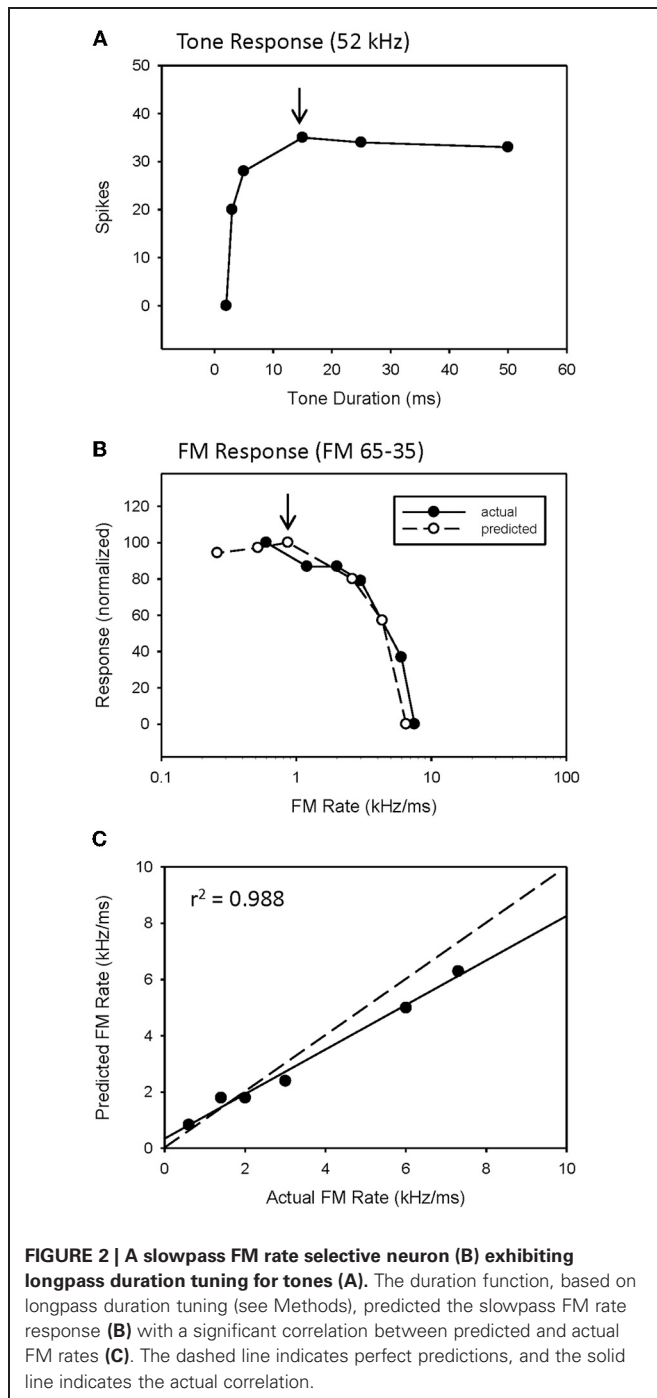 A
Tone Response (52 kHz)
50
40
30
20
10
0
Spikes
0 10 20 30 40 50 60
Tone Duration (ms)
B
FM Response (FM 65-35)
120
100
80
60
40
20
0
Response (normalized)
actual
predicted
0.1 1 10 100
FM Rate (kHz/ms)
C
10
8
6
4
2
0
Predicted FM Rate (kHz/ms)
r² = 0.988
0 2 4 6 8 10
Actual FM Rate (kHz/ms)
FIGURE 2 | A slowpass FM rate selective neuron (B) exhibiting
longpass duration tuning for tones (A). The duration function, based on
longpass duration tuning (see Methods), predicted the slowpass FM rate
response (B) with a significant correlation between predicted and actual
FM rates (C). The dashed line indicates perfect predictions, and the solid
line indicates the actual correlation.